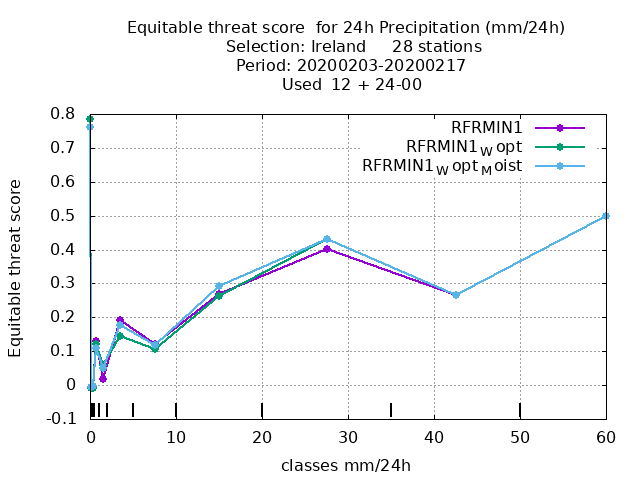 Equitable threat score  for 24h Precipitation (mm/24h)
Selection: Ireland     28 stations
Period: 20200203-20200217
Used  12 + 24-00
RFRMIN1
RFRMIN1Wopt
RFRMIN1WoptMoist
Equitable threat score
0.8
0.7
0.6
0.5
0.4
0.3
0.2
0.1
0
-0.1
0 10 20 30 40 50 60
classes mm/24h